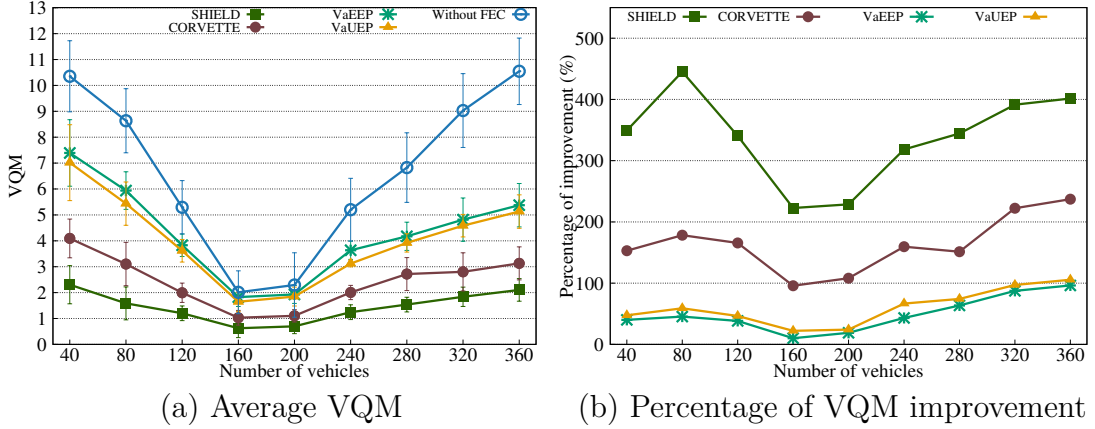 SHIELD
CORVETTE
VaEEP
VaUEP
Without FEC
VQM
13
12
11
10
9
8
7
6
5
4
3
2
1
0
40 80 120 160 200 240 280 320 360
Number of vehicles
(a) Average VQM
SHIELD CORVETTE VaEEP VaUEP
Percentage of improvement (%)
500
400
300
200
100
0
40 80 120 160 200 240 280 320 360
Number of vehicles
(b) Percentage of VQM improvement